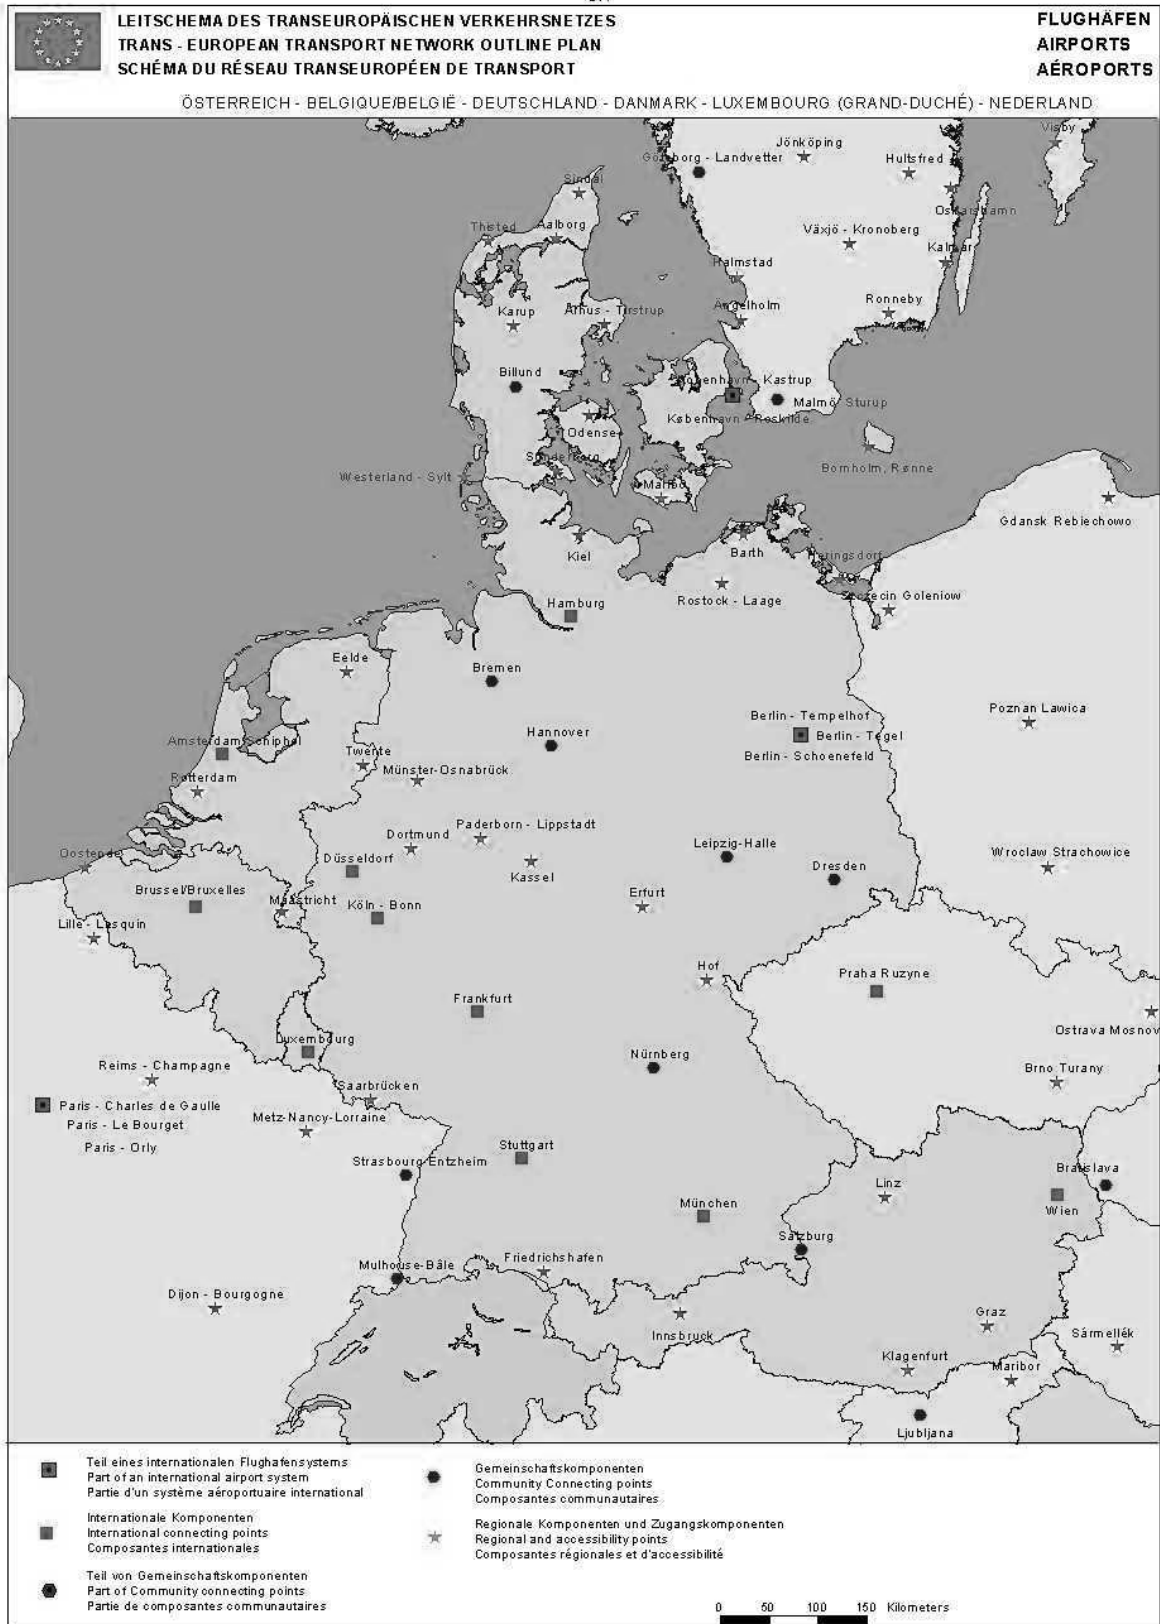 LEITSCHEMA DES TRANSEUROPÄISCHEN VERKEHRSNETZES
TRANS - EUROPEAN TRANSPORT NETWORK OUTLINE PLAN
SCHÉMA DU RÉSEAU TRANSEUROPÉEN DE TRANSPORT
FLUGHÄFEN
AIRPORTS
AÉROPORTS
ÖSTERREICH - BELGIQUE/BELGIË - DEUTSCHLAND - DANMARK - LUXEMBOURG (GRAND-DUCHÉ) - NEDERLAND
Visby
Jönköping
Göteborg - Landvetter
Hultsfred
Sindal
Oskarshamn
Thisted
Aalborg
Växjö - Kronoberg
Kalmar
Halmstad
Ronneby
Ängelholm
Karup
Århus - Tirstrup
Billund
København - Kastrup
Malmö Sturup
København - Roskilde
Odense
Bornholm, Rønne
Sønderborg
Westerland - Sylt
Maribo
Gdansk Rebiechowo
Kiel
Barth
Heringsdorf
Szczecin Goleniow
Rostock - Laage
Hamburg
Eelde
Bremen
Poznan Lawica
Berlin - Tempelhof
Berlin - Tegel
Berlin - Schoenefeld
Hannover
Amsterdam Schiphol
Twente
Münster-Osnabrück
Rotterdam
Paderborn - Lippstadt
Dortmund
Leipzig-Halle
Wroclaw Strachowice
Oostende
Düsseldorf
Kassel
Dresden
Brussel/Bruxelles
Maastricht
Köln - Bonn
Erfurt
Lille - Lesquin
Hof
Praha Ruzyne
Frankfurt
Ostrava Mosnov
Luxembourg
Nürnberg
Reims - Champagne
Brno Turany
Saarbrücken
Paris - Charles de Gaulle
Paris - Le Bourget
Paris - Orly
Metz-Nancy-Lorraine
Stuttgart
Strasbourg Entzheim
Bratislava
Linz
München
Wien
Salzburg
Friedrichshafen
Mulhouse-Bâle
Dijon - Bourgogne
Graz
Innsbruck
Sármellék
Klagenfurt
Maribor
Ljubljana
Teil eines internationalen Flughafensystems
Part of an international airport system
Partie d'un système aéroportuaire international
Internationale Komponenten
International connecting points
Composantes internationales
Teil von Gemeinschaftskomponenten
Part of Community connecting points
Partie de composantes communautaires
Gemeinschaftskomponenten
Community Connecting points
Composantes communautaires
Regionale Komponenten und Zugangskomponenten
Regional and accessibility points
Composantes régionales et d'accessibilité
0 50 100 150 Kilometers